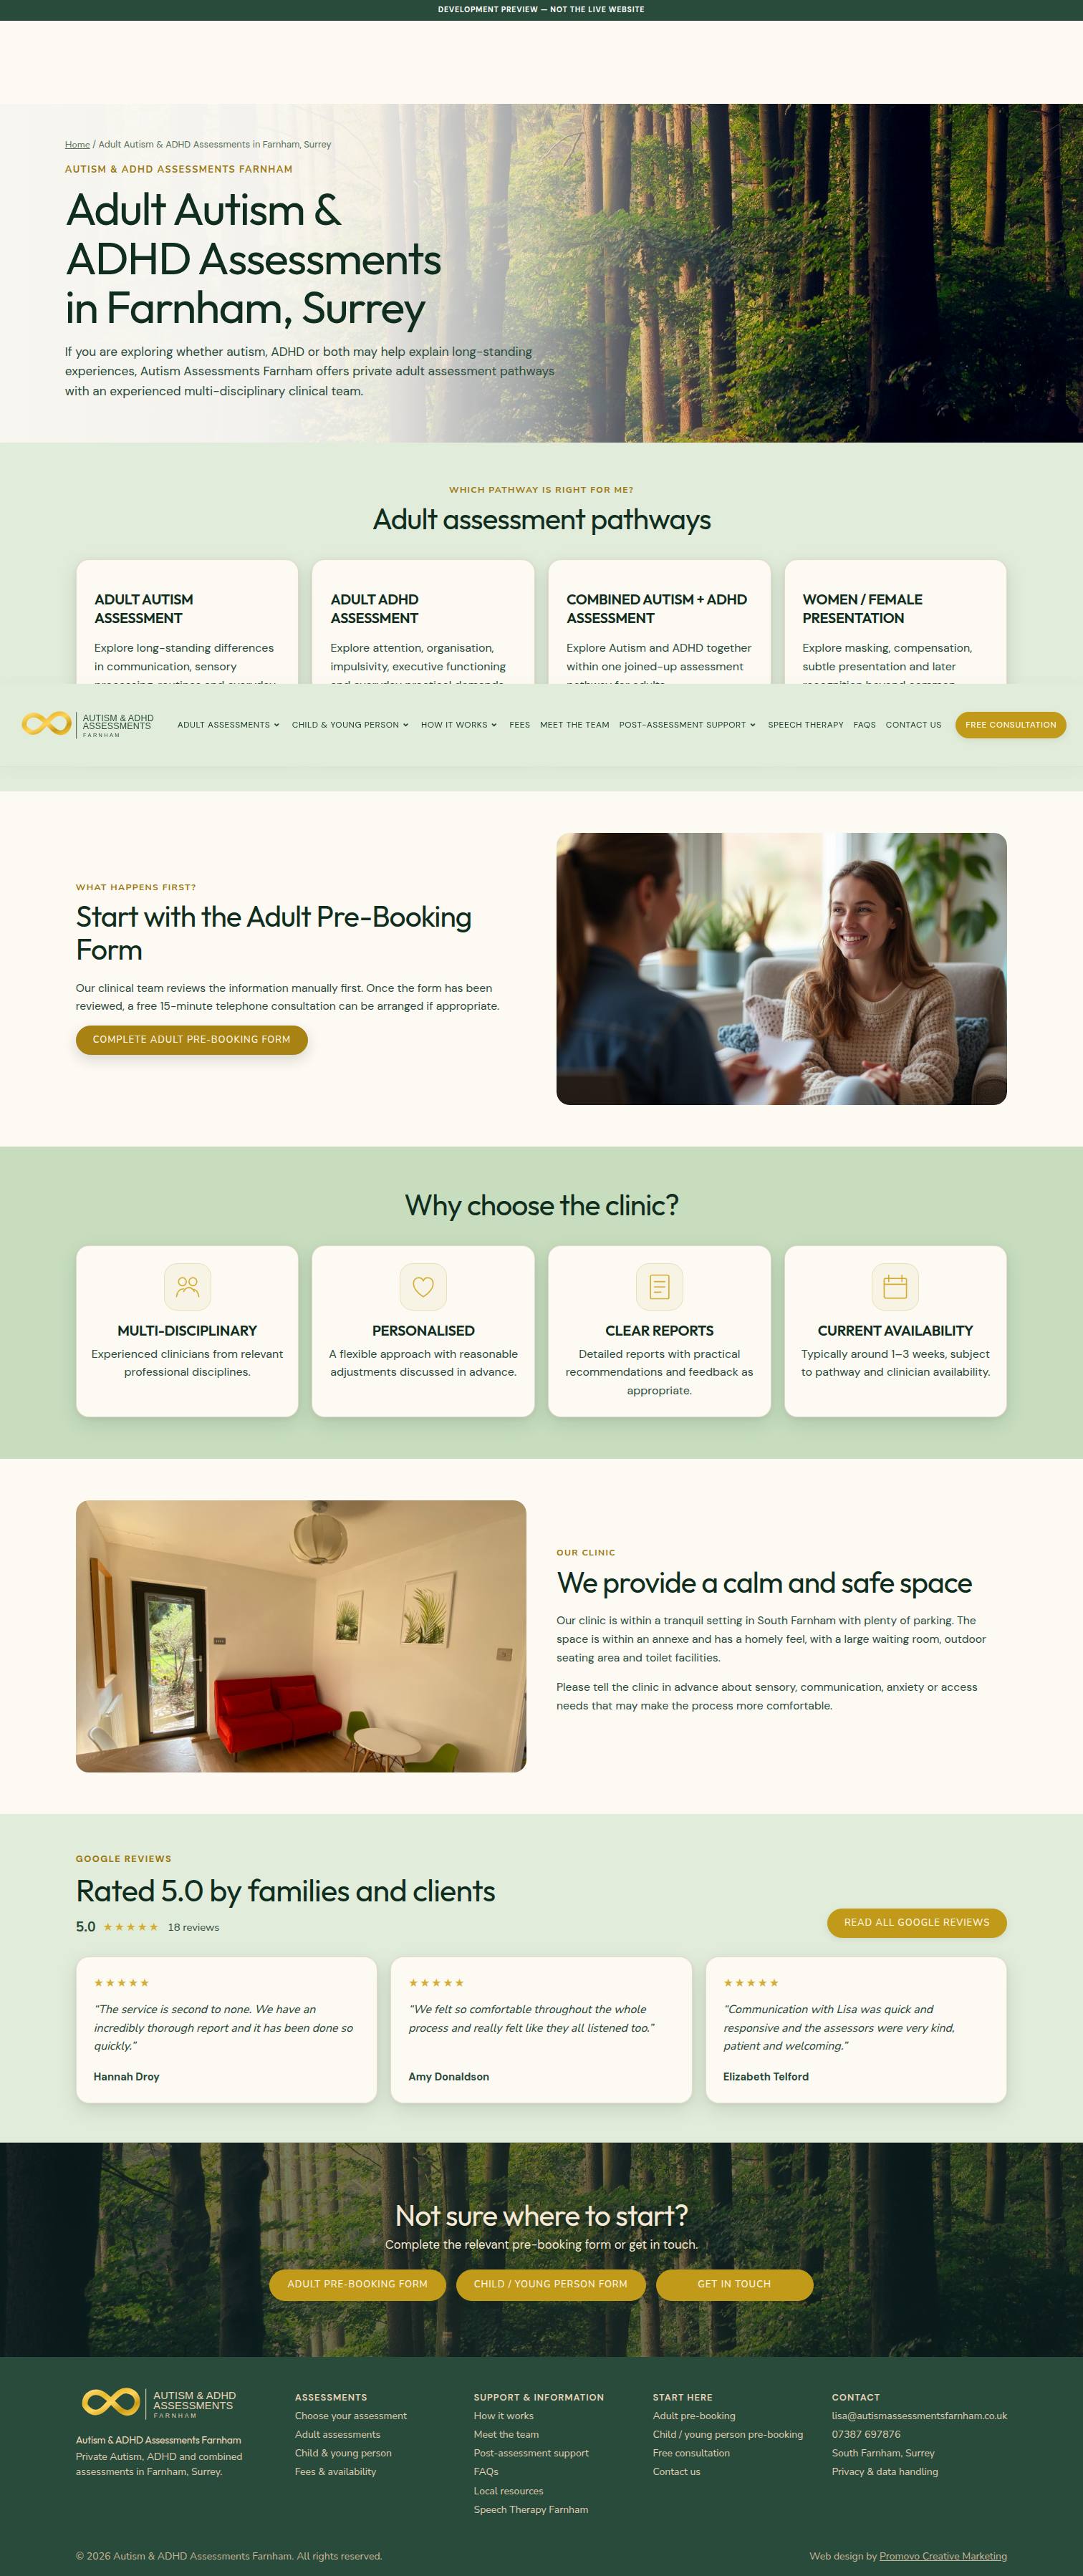 DEVELOPMENT PREVIEW — NOT THE LIVE WEBSITE
Home / Adult Autism & ADHD Assessments in Farnham, Surrey
AUTISM & ADHD ASSESSMENTS FARNHAM
Adult Autism &
ADHD Assessments
in Farnham, Surrey
If you are exploring whether autism, ADHD or both may help explain long-standing
experiences, Autism Assessments Farnham offers private adult assessment pathways
with an experienced multi-disciplinary clinical team.
WHICH PATHWAY IS RIGHT FOR ME?
Adult assessment pathways
ADULT AUTISM
ASSESSMENT
Explore long-standing differences
in communication, sensory
ADULT ADHD
ASSESSMENT
Explore attention, organisation,
impulsivity, executive functioning
COMBINED AUTISM + ADHD
ASSESSMENT
Explore Autism and ADHD together
within one joined-up assessment
WOMEN / FEMALE
PRESENTATION
Explore masking, compensation,
subtle presentation and later
AUTISM & ADHD
ASSESSMENTS
FARNHAM
ADULT ASSESSMENTS CHILD & YOUNG PERSON HOW IT WORKS FEES MEET THE TEAM POST-ASSESSMENT SUPPORT SPEECH THERAPY FAQS CONTACT US FREE CONSULTATION
WHAT HAPPENS FIRST?
Start with the Adult Pre-Booking
Form
Our clinical team reviews the information manually first. Once the form has been
reviewed, a free 15-minute telephone consultation can be arranged if appropriate.
COMPLETE ADULT PRE-BOOKING FORM
Why choose the clinic?
MULTI-DISCIPLINARY
Experienced clinicians from relevant
professional disciplines.
PERSONALISED
A flexible approach with reasonable
adjustments discussed in advance.
CLEAR REPORTS
Detailed reports with practical
recommendations and feedback as
appropriate.
CURRENT AVAILABILITY
Typically around 1–3 weeks, subject
to pathway and clinician availability.
OUR CLINIC
We provide a calm and safe space
Our clinic is within a tranquil setting in South Farnham with plenty of parking. The
space is within an annexe and has a homely feel, with a large waiting room, outdoor
seating area and toilet facilities.
Please tell the clinic in advance about sensory, communication, anxiety or access
needs that may make the process more comfortable.
GOOGLE REVIEWS
Rated 5.0 by families and clients
5.0 ★★★★★ 18 reviews
READ ALL GOOGLE REVIEWS
★★★★★
“The service is second to none. We have an
incredibly thorough report and it has been done so
quickly.”
Hannah Droy
★★★★★
“We felt so comfortable throughout the whole
process and really felt like they all listened too.”
Amy Donaldson
★★★★★
“Communication with Lisa was quick and
responsive and the assessors were very kind,
patient and welcoming.”
Elizabeth Telford
Not sure where to start?
Complete the relevant pre-booking form or get in touch.
ADULT PRE-BOOKING FORM
CHILD / YOUNG PERSON FORM
GET IN TOUCH
AUTISM & ADHD
ASSESSMENTS
FARNHAM
Autism & ADHD Assessments Farnham
Private Autism, ADHD and combined
assessments in Farnham, Surrey.
ASSESSMENTS
Choose your assessment
Adult assessments
Child & young person
Fees & availability
SUPPORT & INFORMATION
How it works
Meet the team
Post-assessment support
FAQs
Local resources
Speech Therapy Farnham
START HERE
Adult pre-booking
Child / young person pre-booking
Free consultation
Contact us
CONTACT
lisa@autismassessmentsfarnham.co.uk
07387 697876
South Farnham, Surrey
Privacy & data handling
© 2026 Autism & ADHD Assessments Farnham. All rights reserved.
Web design by Promovo Creative Marketing